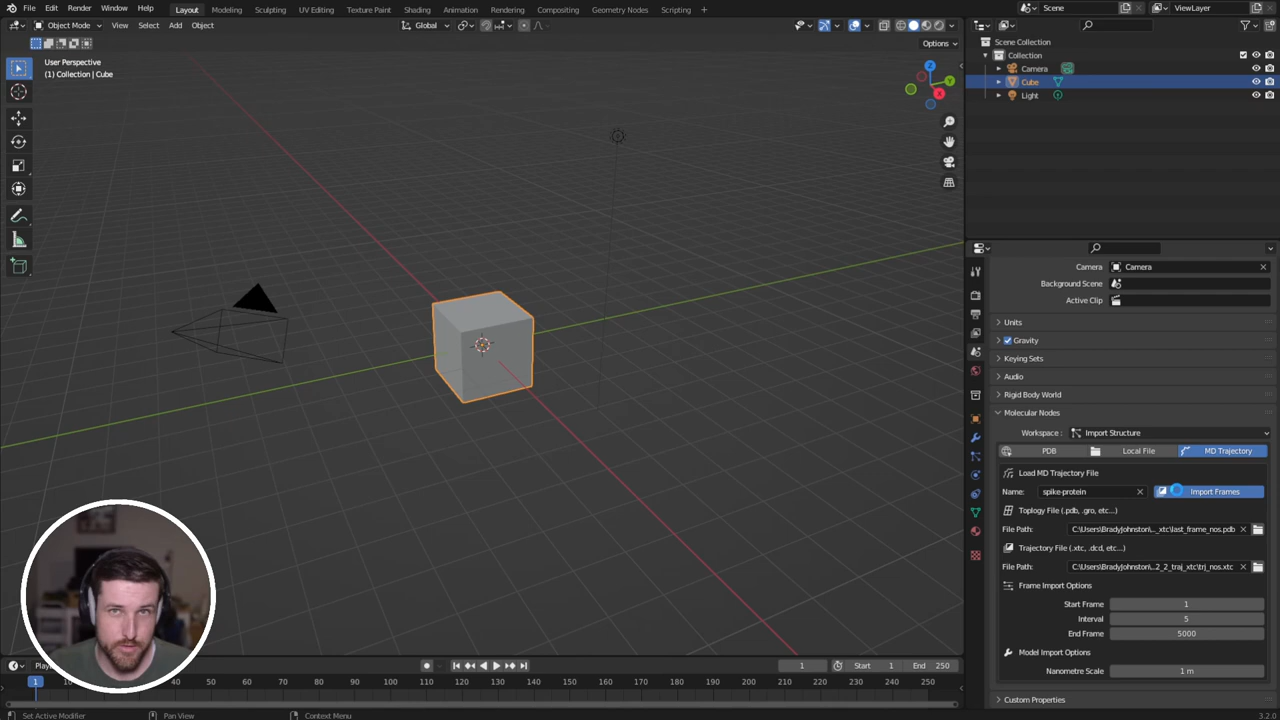 File Edit Render Window Help Layout Modeling Sculpting UV Editing Texture Paint Shading Animation Rendering Compositing Geometry Nodes Scripting + Scene ViewLayer
Object Mode View Select Add Object Global
Options
User Perspective
(1) Collection | Cube
Z
Y
X
Scene Collection
Collection
Camera
Cube
Light
Camera Camera
Background Scene
Active Clip
Units
Gravity
Keying Sets
Audio
Rigid Body World
Molecular Nodes
Workspace: Import Structure
PDB Local File MD Trajectory
Load MD Trajectory File
Name: spike-protein Import Frames
Toplogy File (.pdb, .gro, etc...)
File Path: C:\Users\BradyJohnston\..._xtc\last_frame_nos.pdb
Trajectory File (.xtc, .dcd, etc...)
File Path: C:\Users\BradyJohnston\...2_2_traj_xtc\trj_nos.xtc
Frame Import Options
Start Frame 1
Interval 5
End Frame 5000
Model Import Options
Nanometre Scale 1 m
Custom Properties
1 Start 1 End 250
1 40 50 60 70 80 90 100 110 120 130 140 150 160 170 180 190 200 210 220 230 240 250
Set Active Modifier Pan View Context Menu 3.2.0